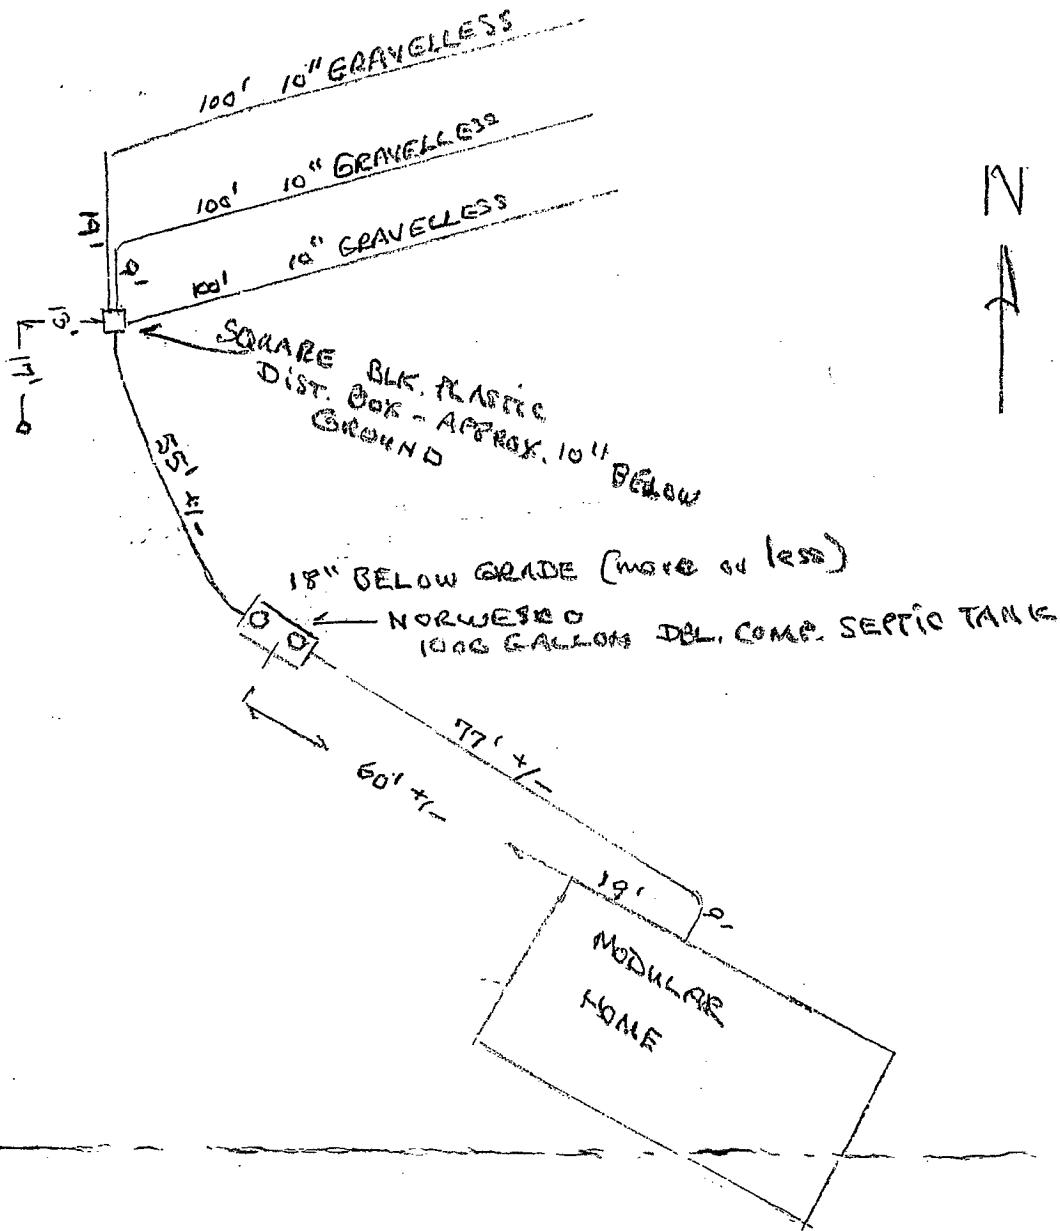 100' 10" GRAVELLESS
100' 10" GRAVELLESS
100' 10" GRAVELLESS
N
19'
9'
17'
SQUARE BLK. PLASTIC
DIST. BOX - APPROX. 10" BELOW
GROUND
55' +/-
18" BELOW GRADE (more or less)
NORWESCO
1000 GALLON DBL. COMP. SEPTIC TANK
77' +/-
60' +/-
19'
9'
MODULAR
HOME